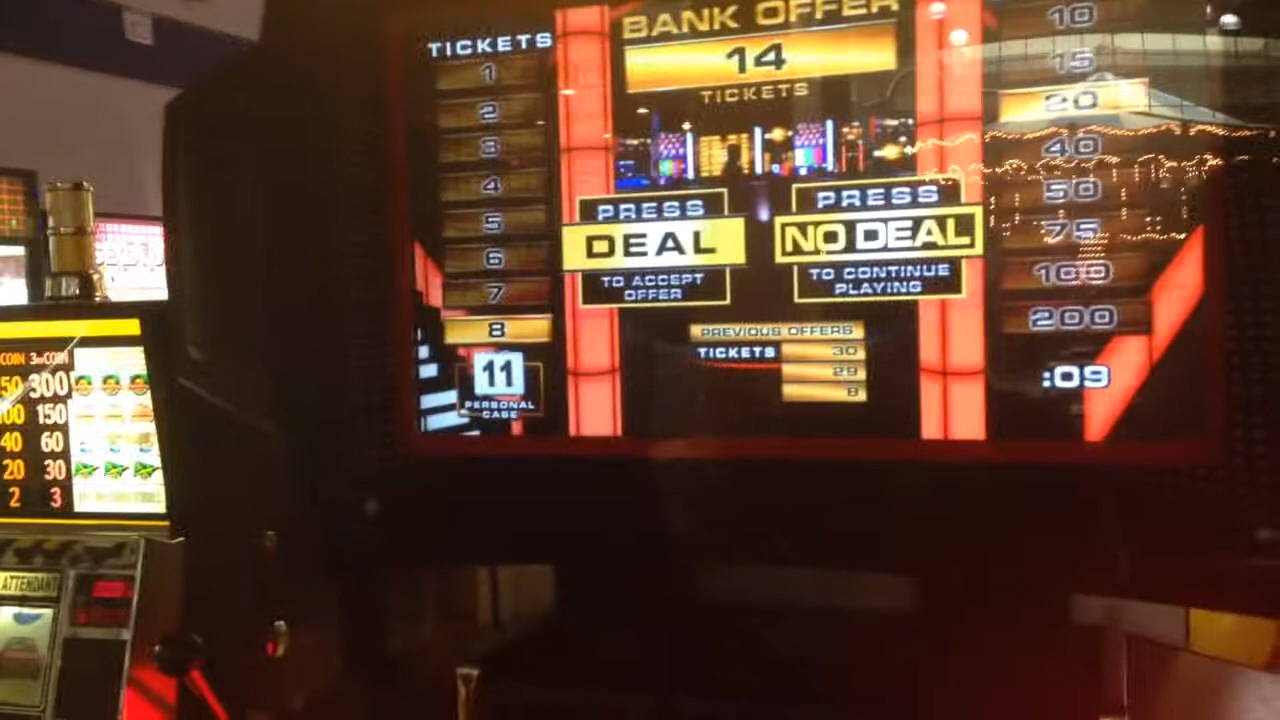 TICKETS
1
2
3
4
5
6
7
8
11
PERSONAL
CASE
BANK OFFER
14
TICKETS
PRESS
DEAL
TO ACCEPT
OFFER
PRESS
NO DEAL
TO CONTINUE
PLAYING
PREVIOUS OFFERS
TICKETS 30
29
8
10
15
20
40
50
75
100
200
:09
COIN 3RD COIN
50 300
00 150
40 60
20 30
2 3
ATTENDANT